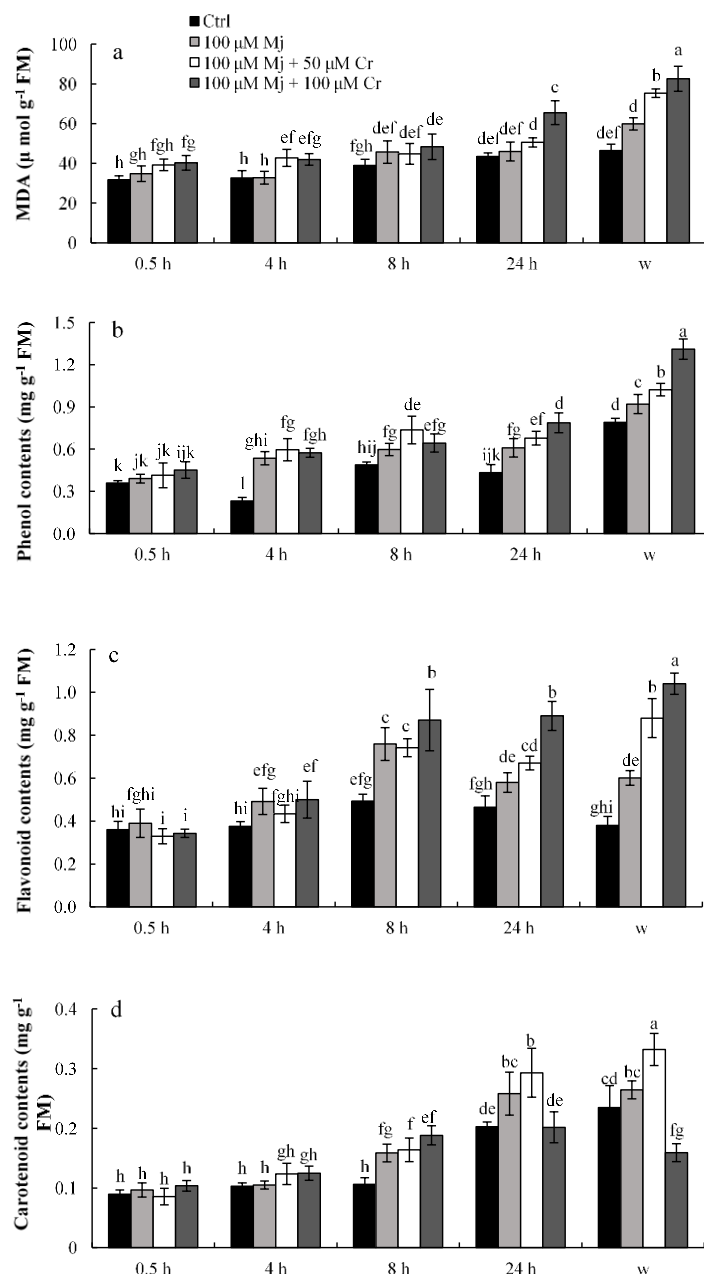 Ctrl
100 μM Mj
100 μM Mj + 50 μM Cr
100 μM Mj + 100 μM Cr
a
MDA (μ mol g-1 FM)
100
80
60
40
20
0
h gh fgh fg
h h ef efg
fgh def def de
def def d c
def d b a
0.5 h 4 h 8 h 24 h w
b
Phenol contents (mg g-1 FM)
1.5
1.2
0.9
0.6
0.3
0.0
k jk jk ijk
l ghi fg fgh
hij fg de efg
ijk fg ef d
d c b a
0.5 h 4 h 8 h 24 h w
c
Flavonoid contents (mg g-1 FM)
1.2
1.0
0.8
0.6
0.4
0.2
0.0
hi fghi i i
hi efg fghi ef
efg c c b
fgh de cd b
ghi de b a
0.5 h 4 h 8 h 24 h w
d
Carotenoid contents (mg g-1
FM)
0.4
0.3
0.2
0.1
0
h h h h
h h gh gh
h fg f ef
de bc b de
cd bc a fg
0.5 h 4 h 8 h 24 h w